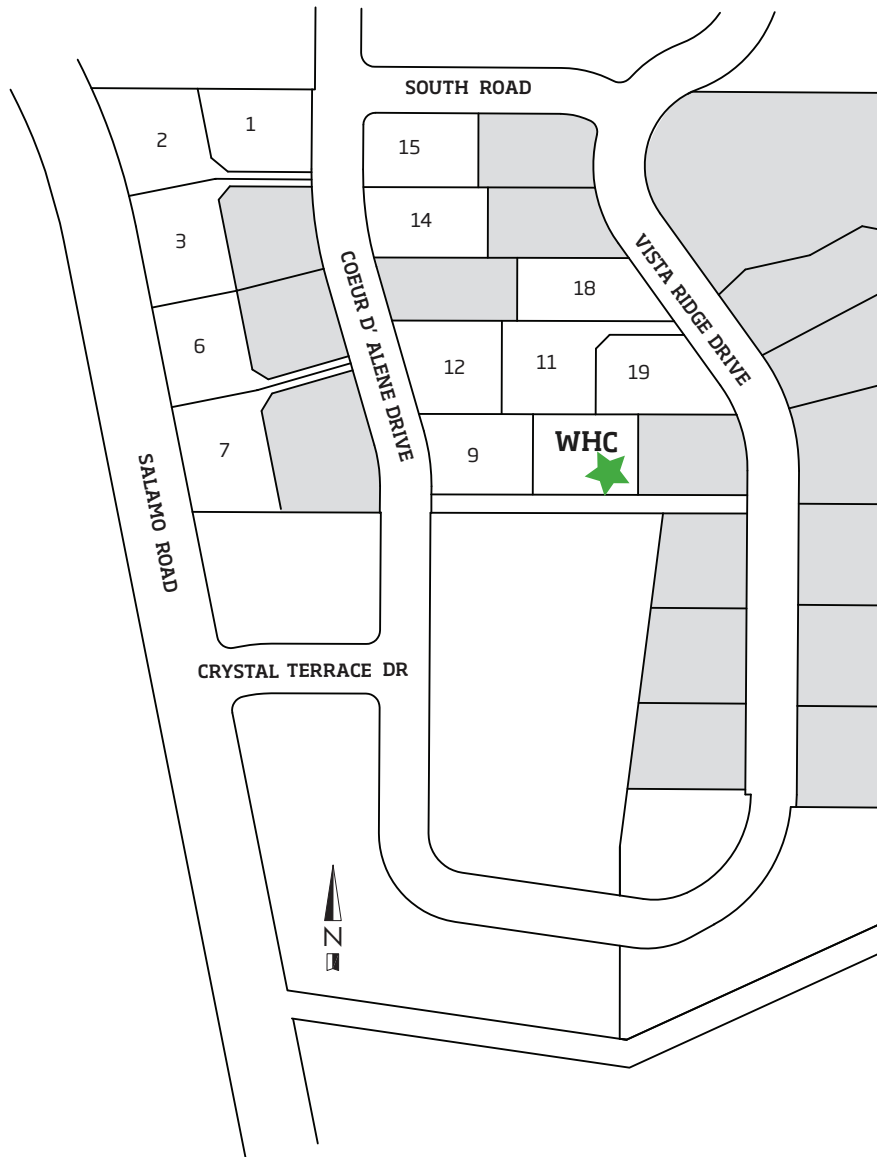 SOUTH ROAD
1
2
15
14
3
COEUR D' ALENE DRIVE
VISTA RIDGE DRIVE
18
6
12
11
19
WHC
7
9
SALAMO ROAD
CRYSTAL TERRACE DR
N